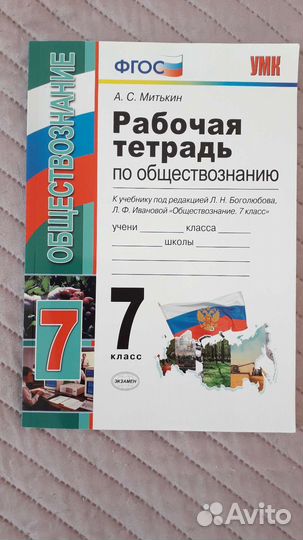 ФГОС
УМК
А. С. Митькин
Рабочая
тетрадь
по обществознанию
К учебнику под редакцией Л. Н. Боголюбова,
Л. Ф. Ивановой «Обществознание. 7 класс»
учени класса
школы
ОБЩЕСТВОЗНАНИЕ
7
7
КЛАСС
ЭКЗАМЕН
Avito